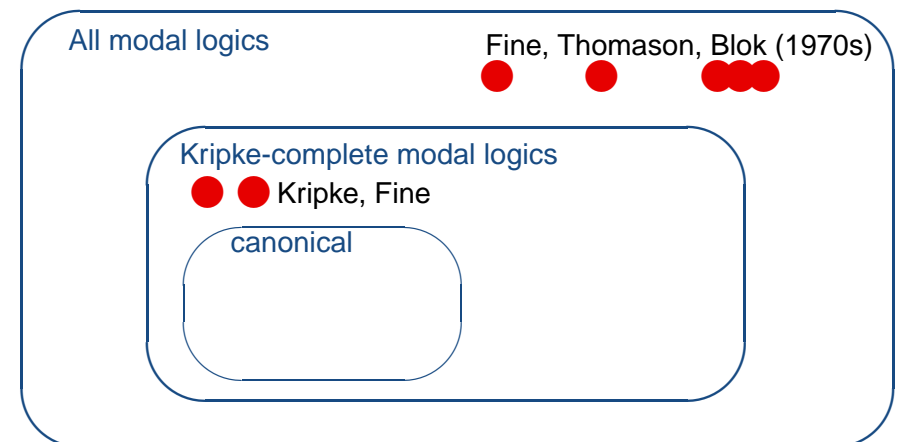 All modal logics
Fine, Thomason, Blok (1970s)
Kripke-complete modal logics
Kripke, Fine
canonical